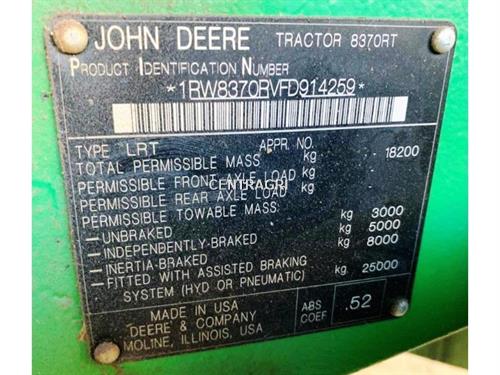 JOHN DEERE TRACTOR 8370RT
PRODUCT IDENTIFICATION NUMBER
*1RW8370RVFD914259*
TYPE LRT APPR. NO.
TOTAL PERMISSIBLE MASS kg 18200
PERMISSIBLE FRONT AXLE LOAD kg
PERMISSIBLE REAR AXLE LOAD kg
CENTRAGRI
PERMISSIBLE TOWABLE MASS:
—UNBRAKED kg 3000
—INDEPENDENTLY-BRAKED kg 5000
—INERTIA-BRAKED kg 8000
—FITTED WITH ASSISTED BRAKING
SYSTEM (HYD OR PNEUMATIC) kg 25000
MADE IN USA
DEERE & COMPANY
MOLINE, ILLINOIS, USA
ABS
COEF .52